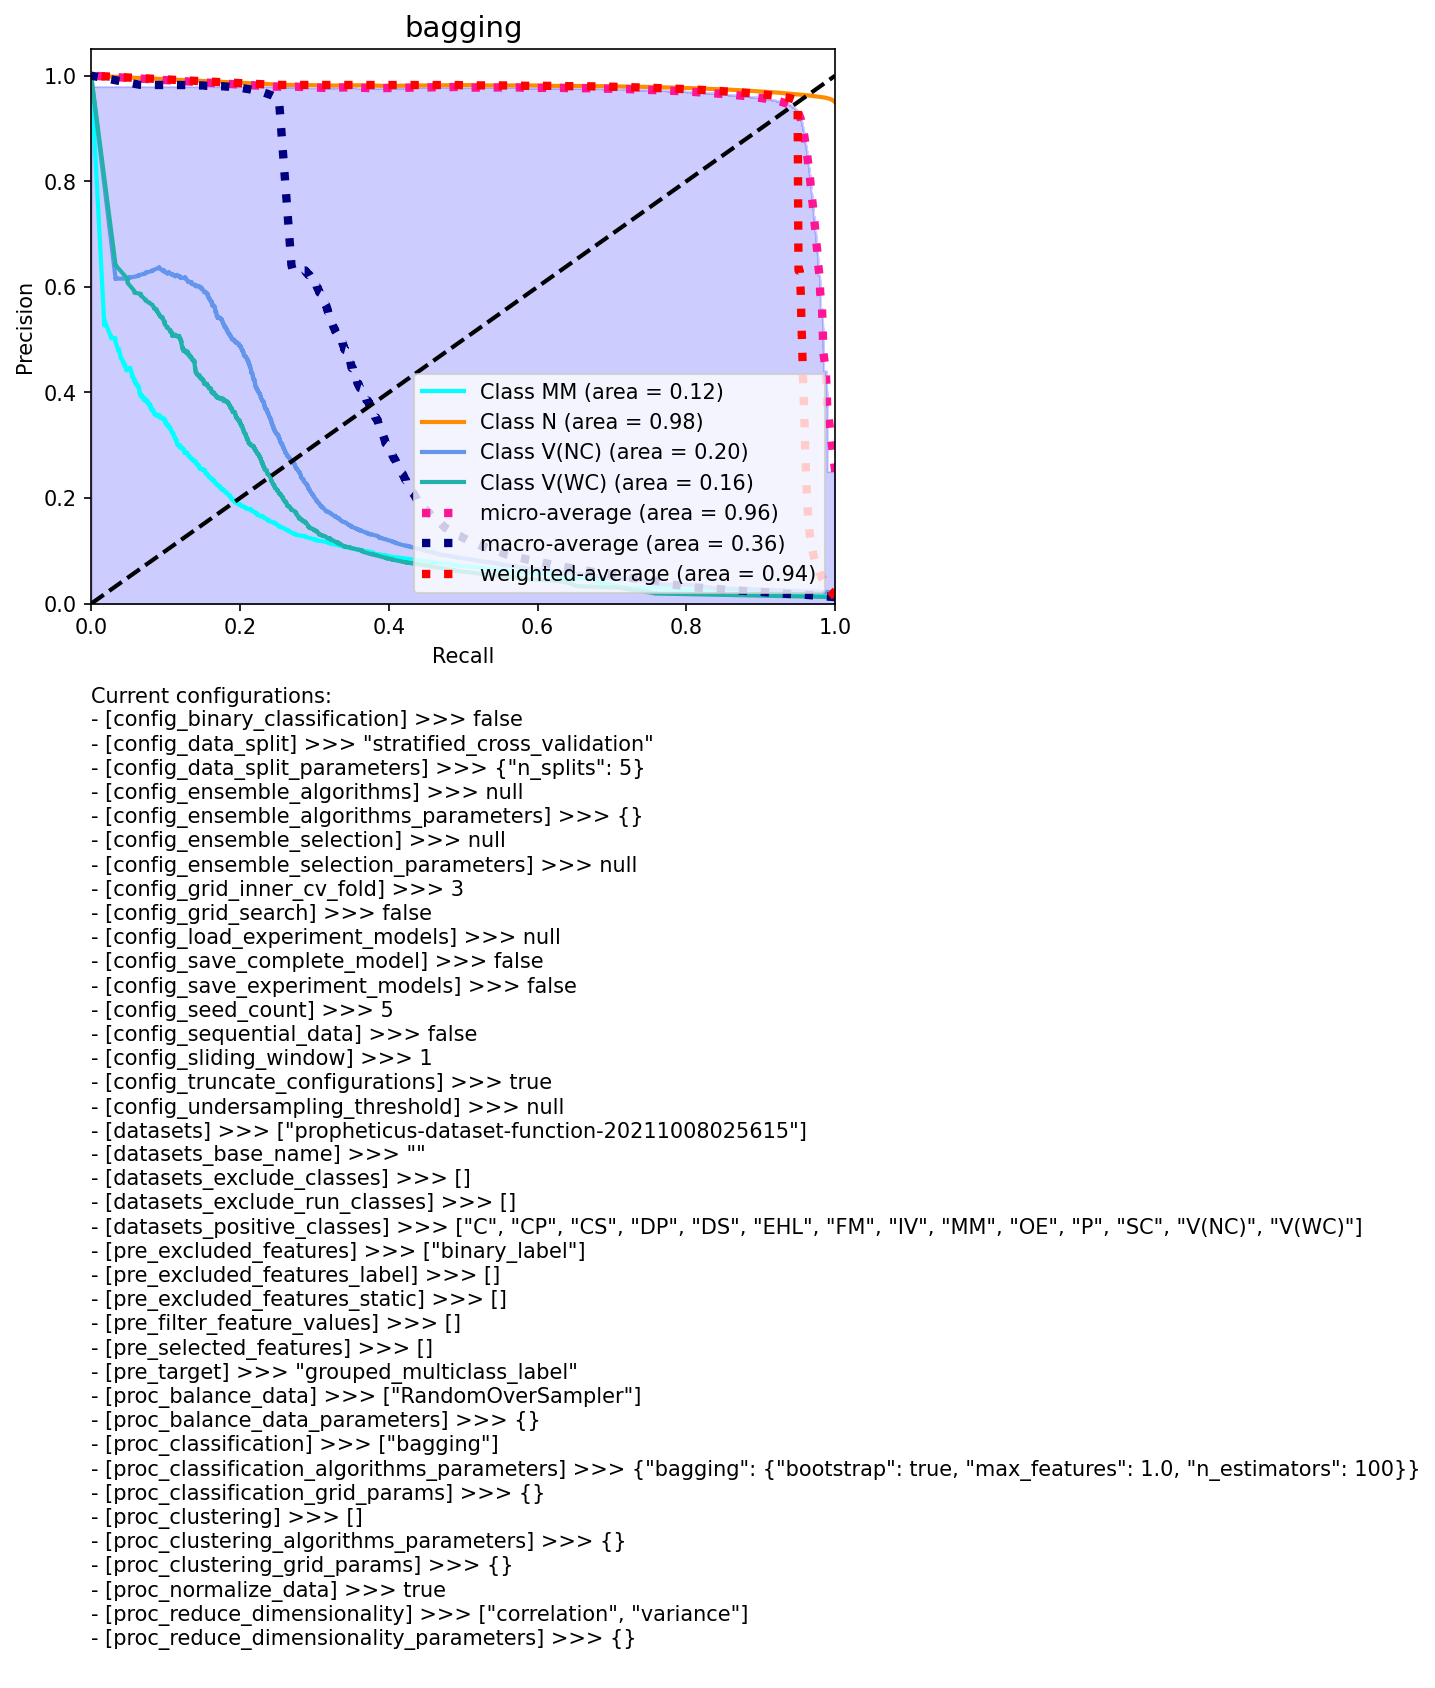 bagging
1.0
0.8
0.6
0.4
0.2
0.0
Precision
Class MM (area = 0.12)
Class N (area = 0.98)
Class V(NC) (area = 0.20)
Class V(WC) (area = 0.16)
micro-average (area = 0.96)
macro-average (area = 0.36)
weighted-average (area = 0.94)
0.0 0.2 0.4 0.6 0.8 1.0
Recall
Current configurations:
- [config_binary_classification] >>> false
- [config_data_split] >>> "stratified_cross_validation"
- [config_data_split_parameters] >>> {"n_splits": 5}
- [config_ensemble_algorithms] >>> null
- [config_ensemble_algorithms_parameters] >>> {}
- [config_ensemble_selection] >>> null
- [config_ensemble_selection_parameters] >>> null
- [config_grid_inner_cv_fold] >>> 3
- [config_grid_search] >>> false
- [config_load_experiment_models] >>> null
- [config_save_complete_model] >>> false
- [config_save_experiment_models] >>> false
- [config_seed_count] >>> 5
- [config_sequential_data] >>> false
- [config_sliding_window] >>> 1
- [config_truncate_configurations] >>> true
- [config_undersampling_threshold] >>> null
- [datasets] >>> ["propheticus-dataset-function-20211008025615"]
- [datasets_base_name] >>> ""
- [datasets_exclude_classes] >>> []
- [datasets_exclude_run_classes] >>> []
- [datasets_positive_classes] >>> ["C", "CP", "CS", "DP", "DS", "EHL", "FM", "IV", "MM", "OE", "P", "SC", "V(NC)", "V(WC)"]
- [pre_excluded_features] >>> ["binary_label"]
- [pre_excluded_features_label] >>> []
- [pre_excluded_features_static] >>> []
- [pre_filter_feature_values] >>> []
- [pre_selected_features] >>> []
- [pre_target] >>> "grouped_multiclass_label"
- [proc_balance_data] >>> ["RandomOverSampler"]
- [proc_balance_data_parameters] >>> {}
- [proc_classification] >>> ["bagging"]
- [proc_classification_algorithms_parameters] >>> {"bagging": {"bootstrap": true, "max_features": 1.0, "n_estimators": 100}}
- [proc_classification_grid_params] >>> {}
- [proc_clustering] >>> []
- [proc_clustering_algorithms_parameters] >>> {}
- [proc_clustering_grid_params] >>> {}
- [proc_normalize_data] >>> true
- [proc_reduce_dimensionality] >>> ["correlation", "variance"]
- [proc_reduce_dimensionality_parameters] >>> {}